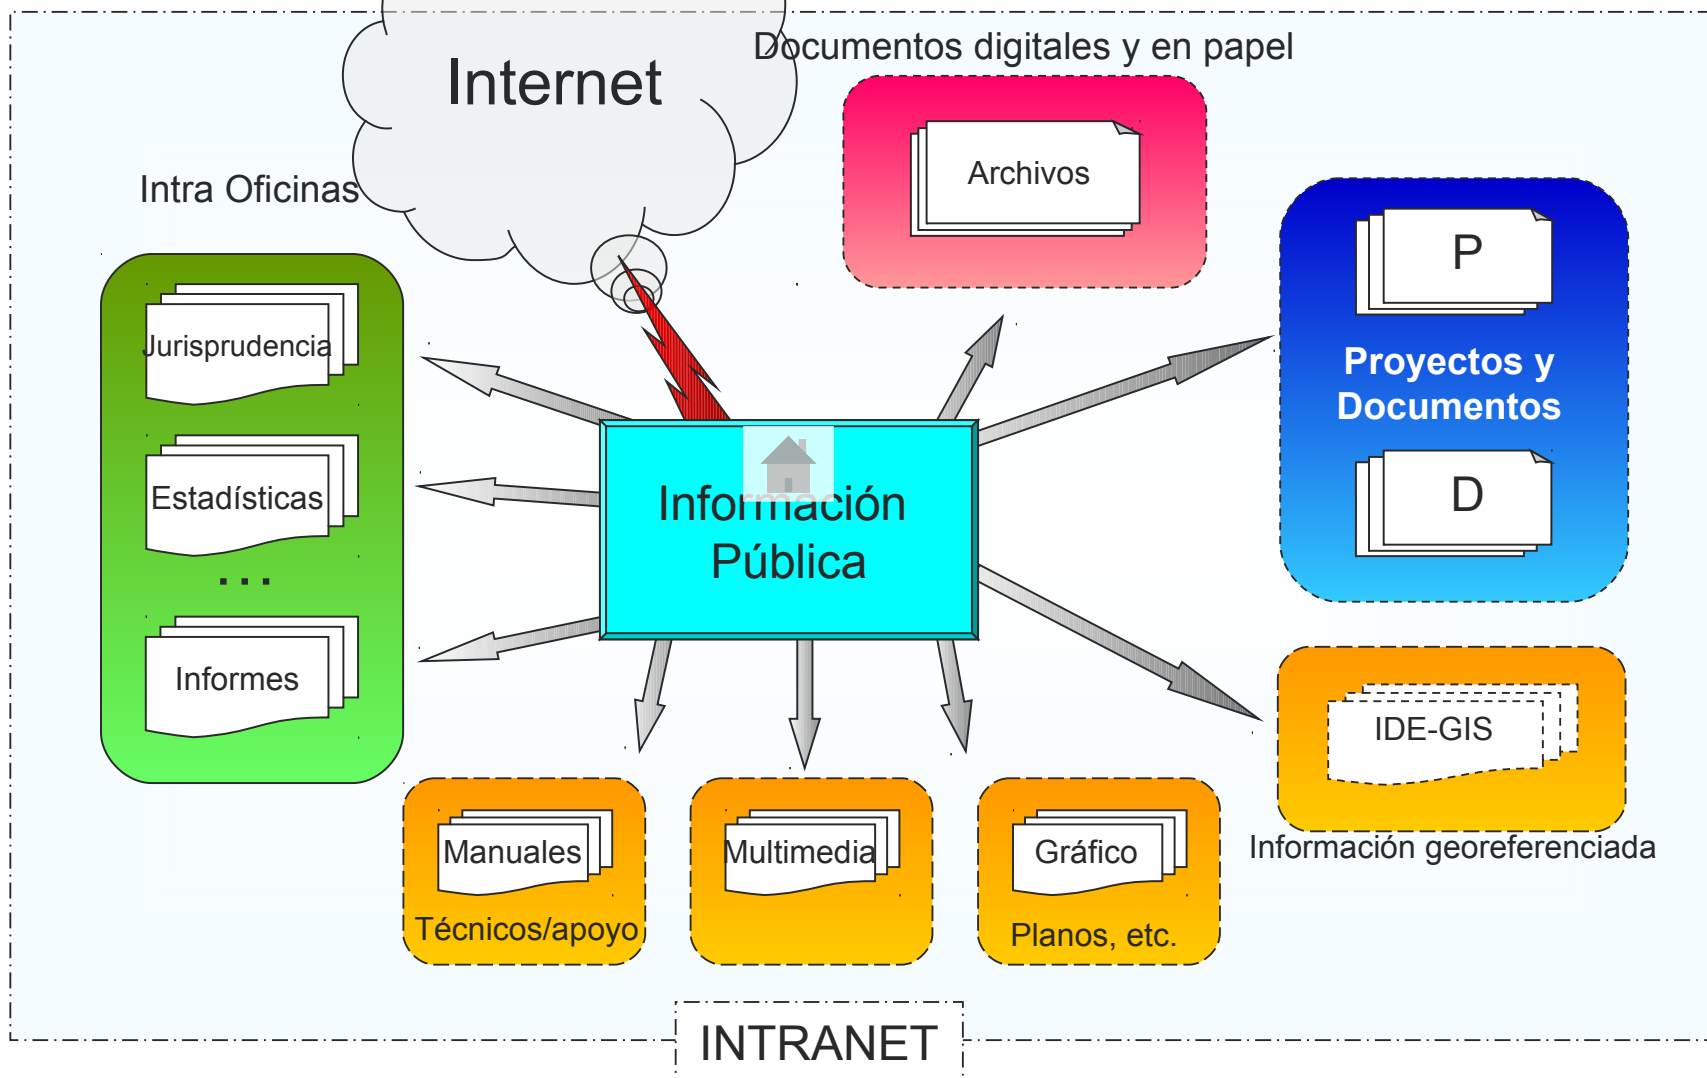 Internet
Documentos digitales y en papel
Archivos
Intra Oficinas
Jurisprudencia
Estadísticas
...
Informes
P
Proyectos y
Documentos
D
Información
Pública
IDE-GIS
Información georeferenciada
Manuales
Técnicos/apoyo
Multimedia
Gráfico
Planos, etc.
INTRANET